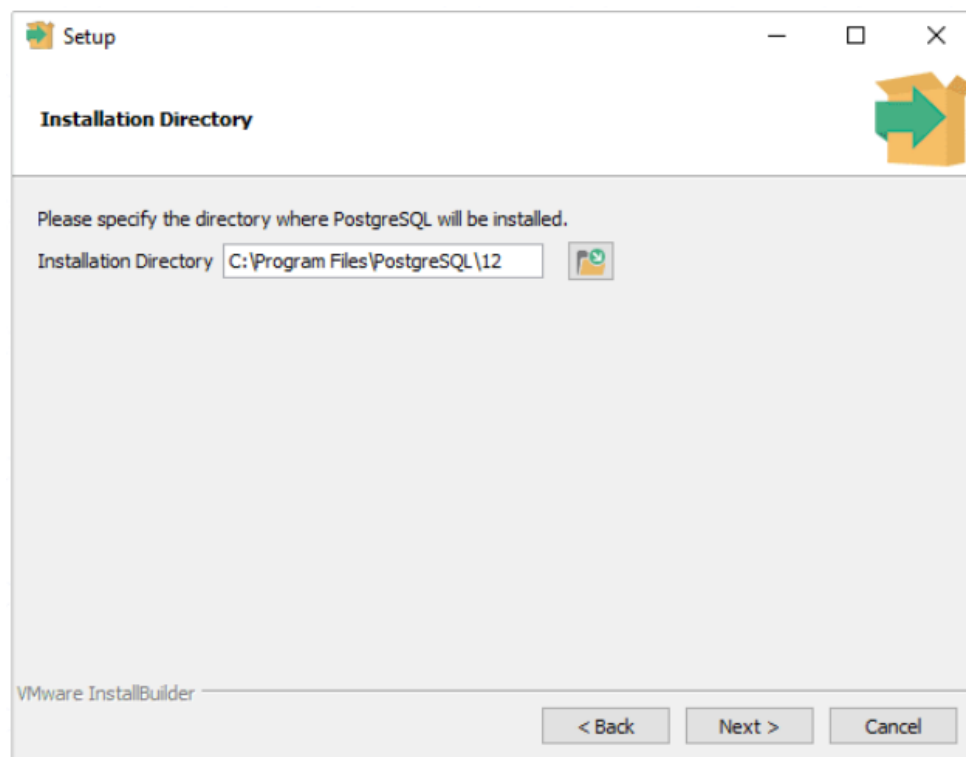 Setup
Installation Directory
Please specify the directory where PostgreSQL will be installed.
Installation Directory C:\Program Files\PostgreSQL\12
VMware InstallBuilder
< Back Next > Cancel